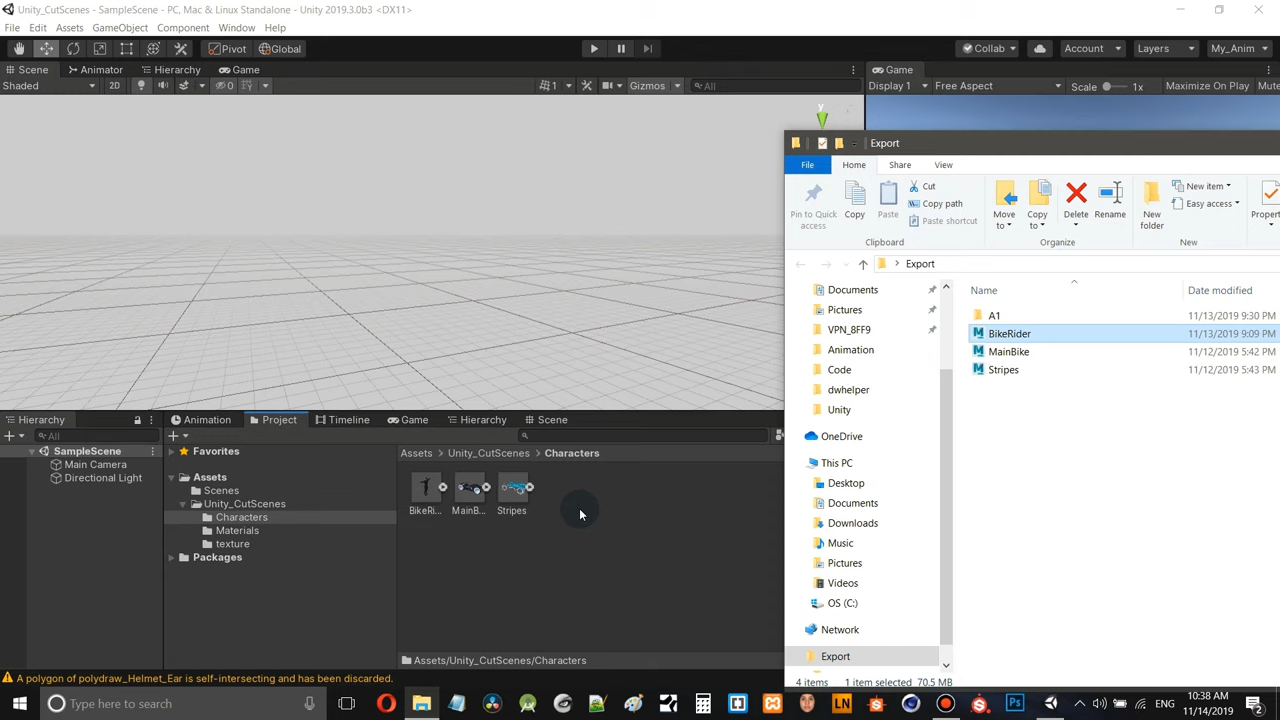 Unity_CutScenes - SampleScene - PC, Mac & Linux Standalone - Unity 2019.3.0b3 <DX11>
File Edit Assets GameObject Component Window Help
Pivot Global Collab Account Layers My_Anim
Scene Animator Hierarchy Game
Game
Shaded 2D 0 1 Gizmos All
Display 1 Free Aspect Scale 1x Maximize On Play Mute
y
Export
File Home Share View
Pin to Quick access
Copy
Paste
Cut
Copy path
Paste shortcut
Move to
Copy to
Delete
Rename
New folder
New item
Easy access
Clipboard Organize New
Export
Name Date modified
Documents
Pictures
VPN_8FF9
Animation
Code
dwhelper
Unity
OneDrive
This PC
Desktop
Documents
Downloads
Music
Pictures
Videos
OS (C:)
Network
Export
A1 11/13/2019 9:30 PM
BikeRider 11/13/2019 9:09 PM
MainBike 11/12/2019 5:42 PM
Stripes 11/12/2019 5:43 PM
4 items 1 item selected 70.5 MB
Hierarchy
All
SampleScene
Main Camera
Directional Light
Animation Project Timeline Game Hierarchy Scene
Favorites
Assets
Scenes
Unity_CutScenes
Characters
Materials
texture
Packages
Assets Unity_CutScenes Characters
BikeRi... MainB... Stripes
Assets/Unity_CutScenes/Characters
A polygon of polydraw_Helmet_Ear is self-intersecting and has been discarded.
Type here to search
LN
Ps
ENG
10:38 AM
11/14/2019
2